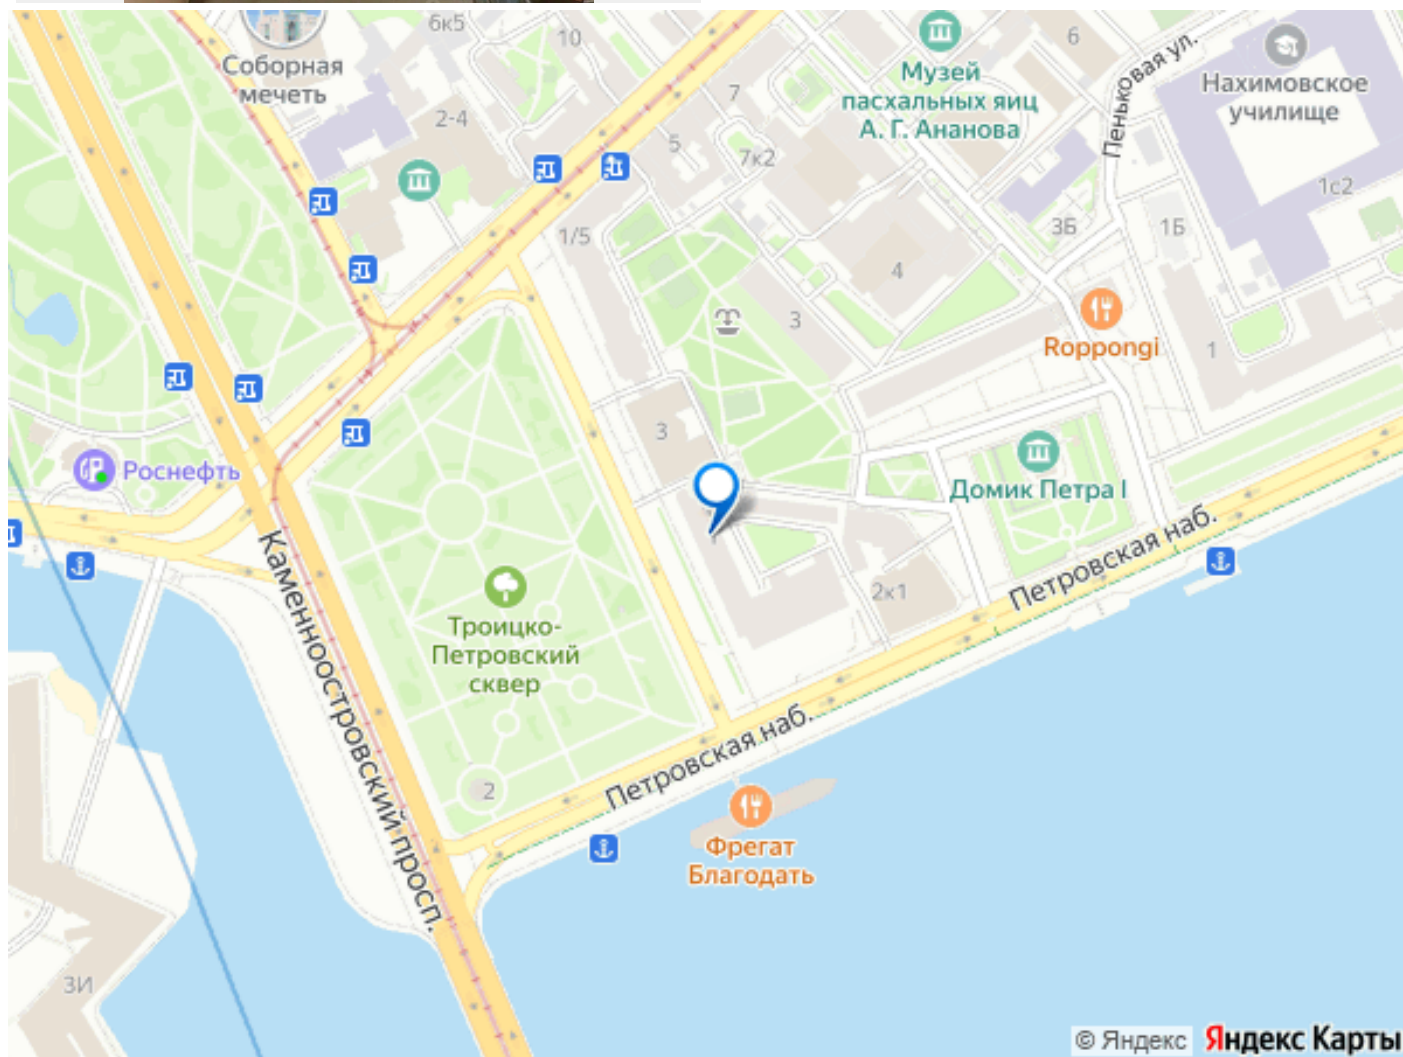 6к5
10
6
Соборная
мечеть
Музей
пасхальных яиц
А. Г. Ананова
Пеньковая ул.
Нахимовское
училище
7
2-4
5
7к2
1с2
1/5
3Б
1Б
4
3
Roppongi
1
3
Роснефть
Домик Петра I
Петровская наб.
Каменноостровский просп.
2к1
Троицко-
Петровский
сквер
Петровская наб.
2
Фрегат
Благодать
3И
© Яндекс Яндекс Карты